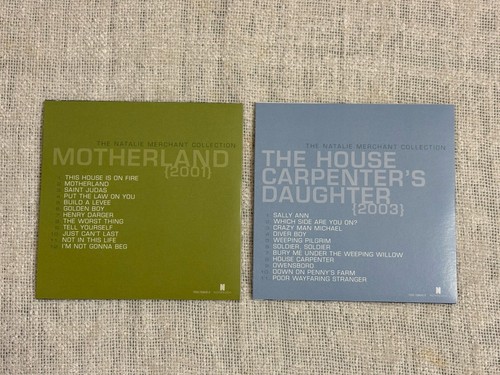 THE NATALIE MERCHANT COLLECTION
MOTHERLAND
{2001}
THIS HOUSE IS ON FIRE
MOTHERLAND
SAINT JUDAS
PUT THE LAW ON YOU
BUILD A LEVEE
GOLDEN BOY
HENRY DARGER
THE WORST THING
TELL YOURSELF
JUST CAN'T LAST
NOT IN THIS LIFE
I'M NOT GONNA BEG
THE NATALIE MERCHANT COLLECTION
THE HOUSE
CARPENTER'S
DAUGHTER
{2003}
SALLY ANN
WHICH SIDE ARE YOU ON?
CRAZY MAN MICHAEL
DIVER BOY
WEEPING PILGRIM
SOLDIER, SOLDIER
BURY ME UNDER THE WEEPING WILLOW
HOUSE CARPENTER
OWENSBORO
DOWN ON PENNY'S FARM
POOR WAYFARING STRANGER